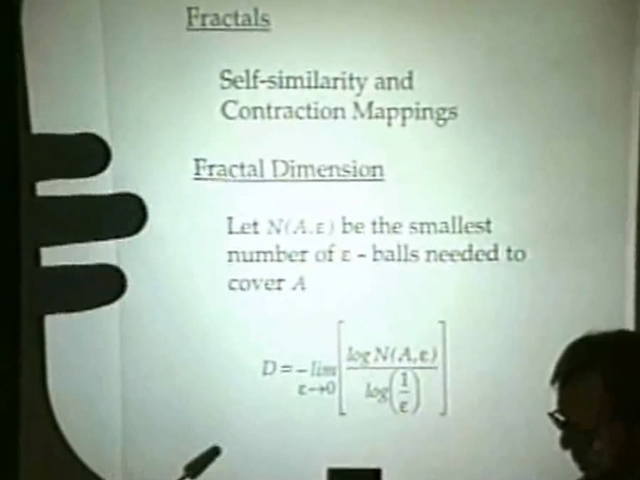 Fractals
Self-similarity and
Contraction Mappings
Fractal Dimension
Let N(A,ε) be the smallest
number of ε - balls needed to
cover A
D = - lim ε→0 [ log N(A,ε) / log(1/ε) ]